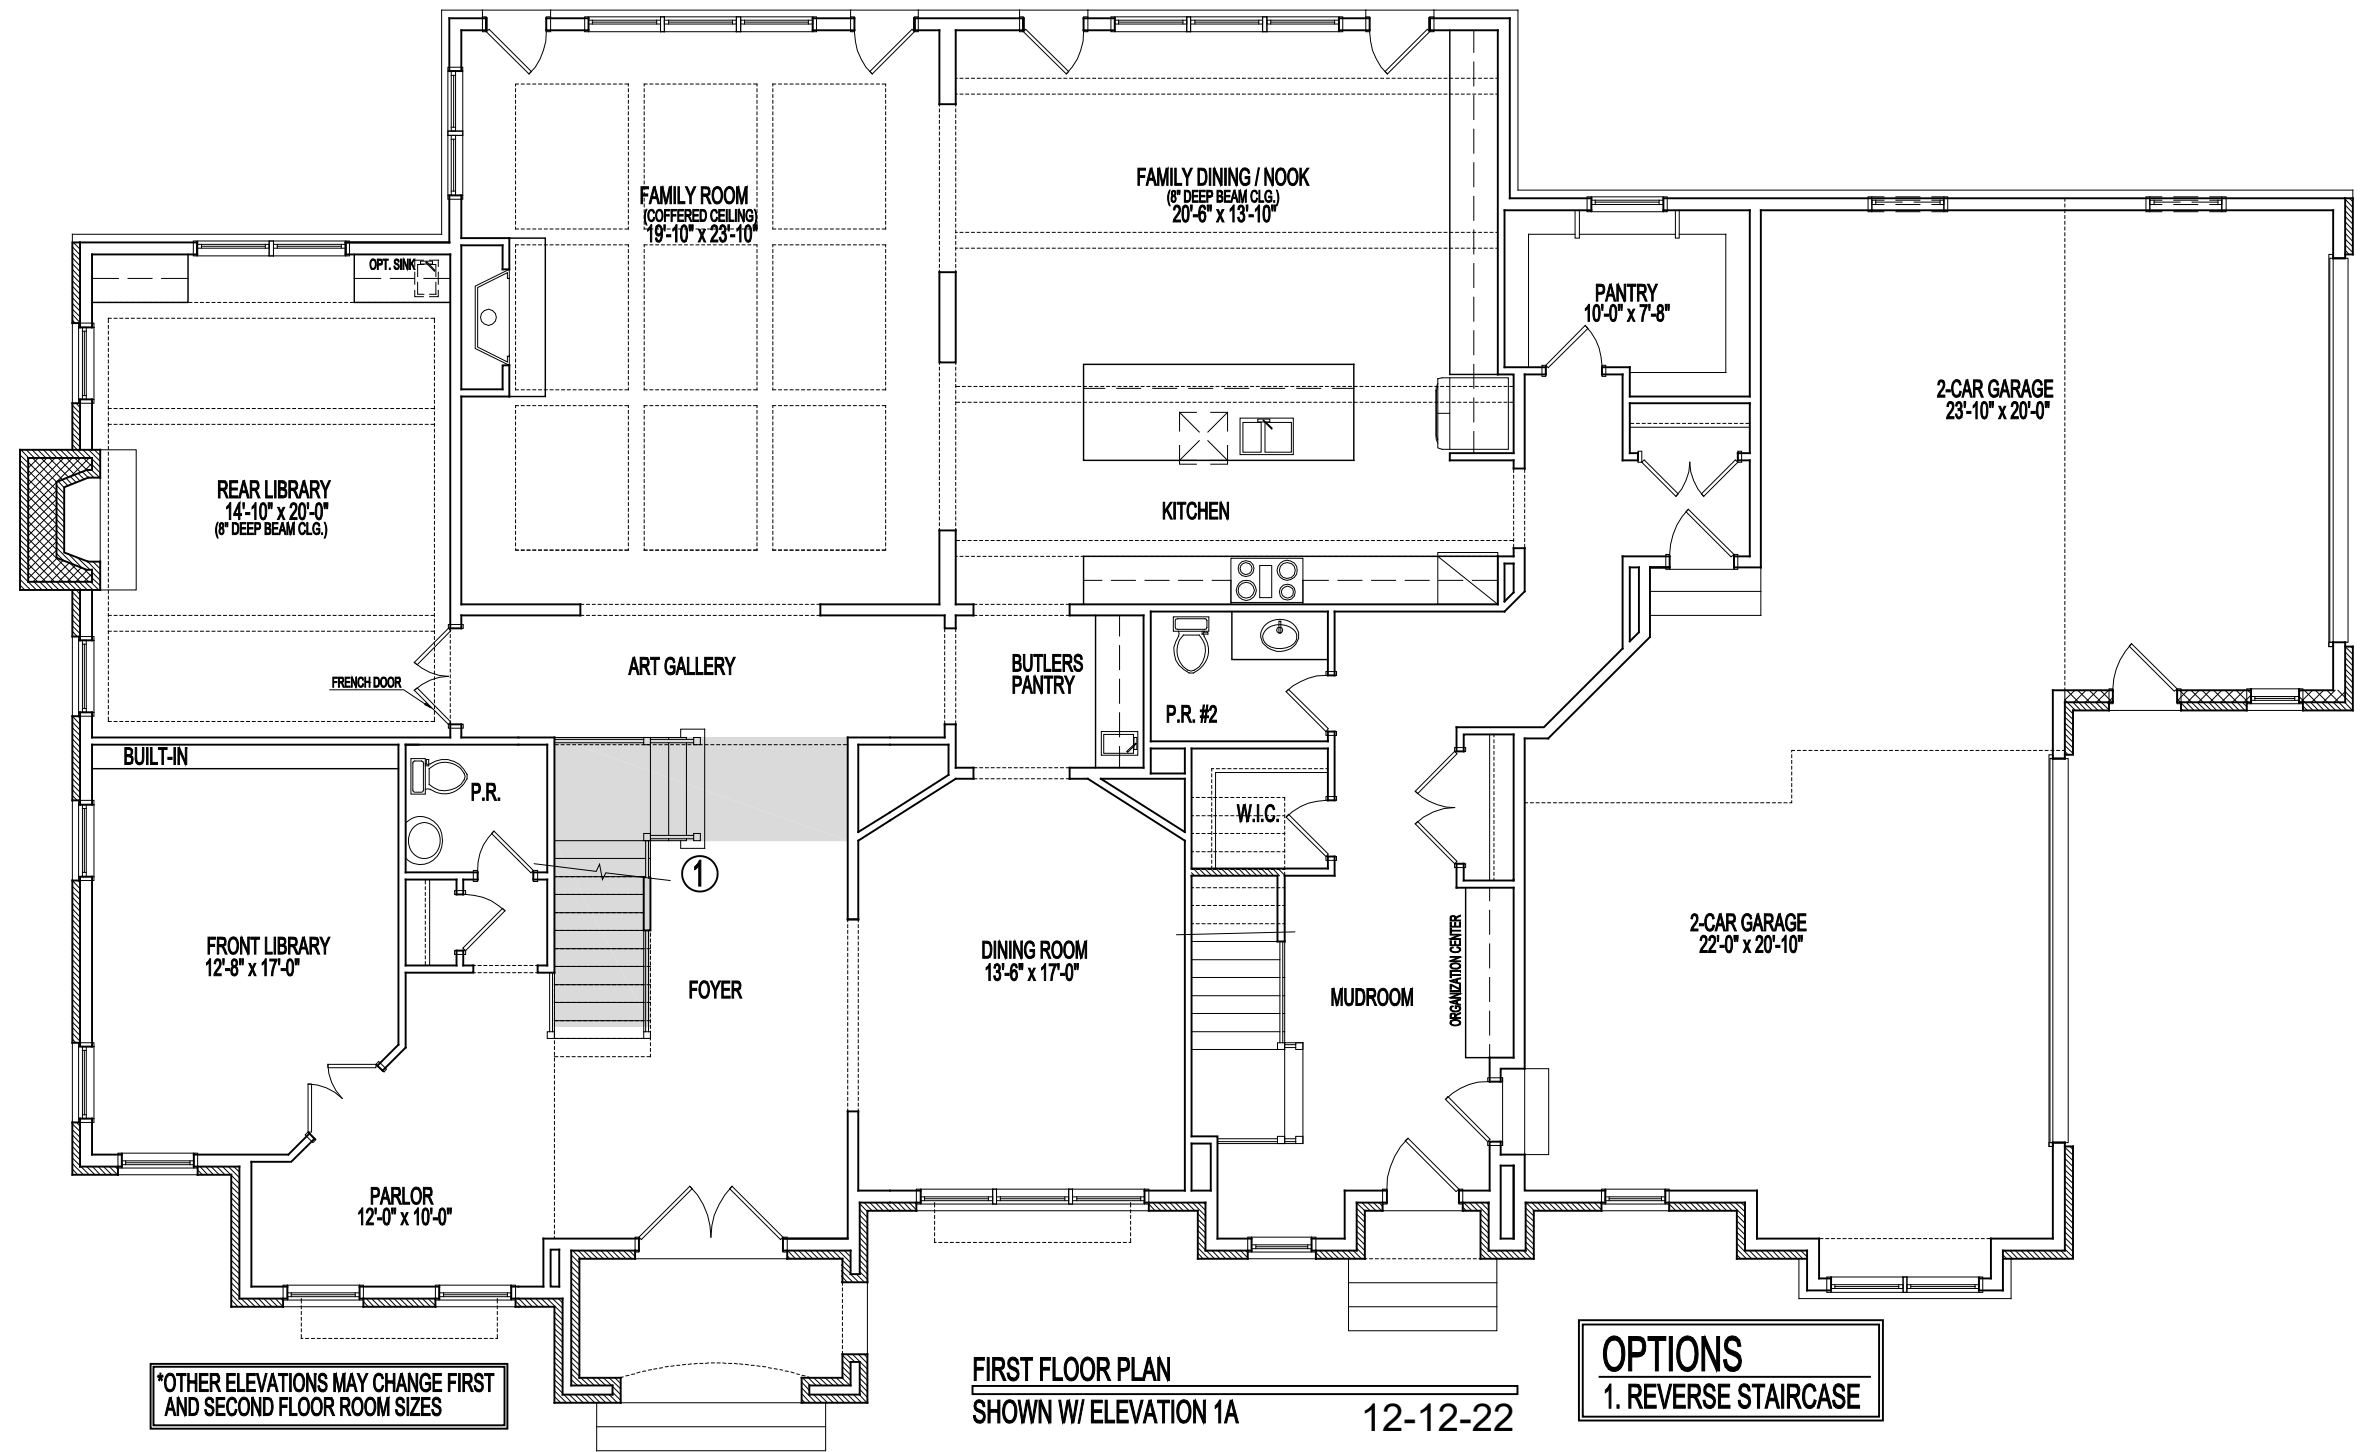 FAMILY ROOM
(COFFERED CEILING)
19'-10" x 23'-10"
FAMILY DINING / NOOK
(8" DEEP BEAM CLG.)
20'-6" x 13'-10"
OPT. SINK
PANTRY
10'-0" x 7'-8"
2-CAR GARAGE
23'-10" x 20'-0"
REAR LIBRARY
14'-10" x 20'-0"
(8" DEEP BEAM CLG.)
KITCHEN
ART GALLERY
FRENCH DOOR
BUTLERS
PANTRY
P.R. #2
BUILT-IN
P.R.
W.I.C.
1
FRONT LIBRARY
12'-8" x 17'-0"
FOYER
DINING ROOM
13'-6" x 17'-0"
MUDROOM
ORGANIZATION CENTER
2-CAR GARAGE
22'-0" x 20'-10"
PARLOR
12'-0" x 10'-0"
*OTHER ELEVATIONS MAY CHANGE FIRST
AND SECOND FLOOR ROOM SIZES
FIRST FLOOR PLAN
SHOWN W/ ELEVATION 1A
12-12-22
OPTIONS
1. REVERSE STAIRCASE